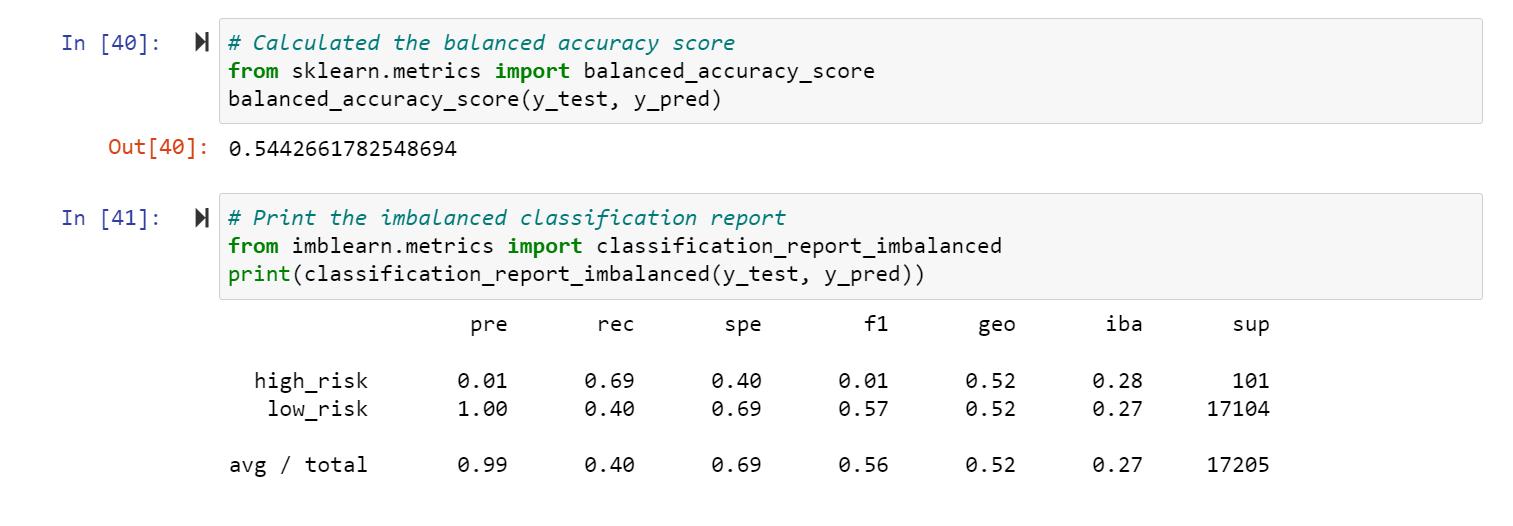 In [40]: # Calculated the balanced accuracy score
from sklearn.metrics import balanced_accuracy_score
balanced_accuracy_score(y_test, y_pred)
Out[40]: 0.5442661782548694
In [41]: # Print the imbalanced classification report
from imblearn.metrics import classification_report_imbalanced
print(classification_report_imbalanced(y_test, y_pred))
pre rec spe f1 geo iba sup
high_risk 0.01 0.69 0.40 0.01 0.52 0.28 101
low_risk 1.00 0.40 0.69 0.57 0.52 0.27 17104
avg / total 0.99 0.40 0.69 0.56 0.52 0.27 17205